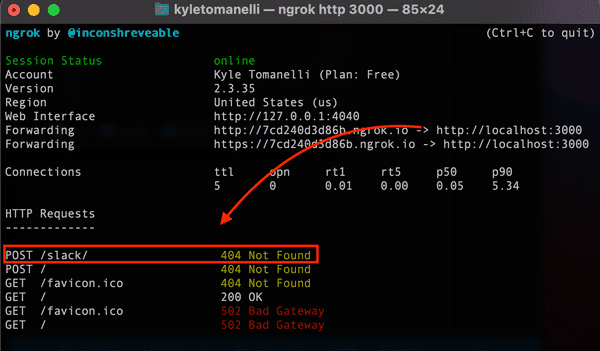 kyletomanelli — ngrok http 3000 — 85×24
ngrok by @inconshreveable (Ctrl+C to quit)
Session Status online
Account Kyle Tomanelli (Plan: Free)
Version 2.3.35
Region United States (us)
Web Interface http://127.0.0.1:4040
Forwarding http://7cd240d3d86b.ngrok.io -> http://localhost:3000
Forwarding https://7cd240d3d86b.ngrok.io -> http://localhost:3000
Connections ttl opn rt1 rt5 p50 p90
5 0 0.01 0.00 0.05 5.34
HTTP Requests
-------------
POST /slack/ 404 Not Found
POST / 404 Not Found
GET /favicon.ico 404 Not Found
GET / 200 OK
GET /favicon.ico 502 Bad Gateway
GET / 502 Bad Gateway